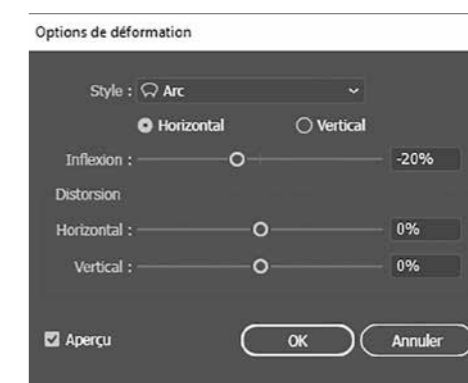 Options de déformation
Style : Arc
Horizontal Vertical
Inflexion : -20%
Distorsion
Horizontal : 0%
Vertical : 0%
Aperçu OK Annuler